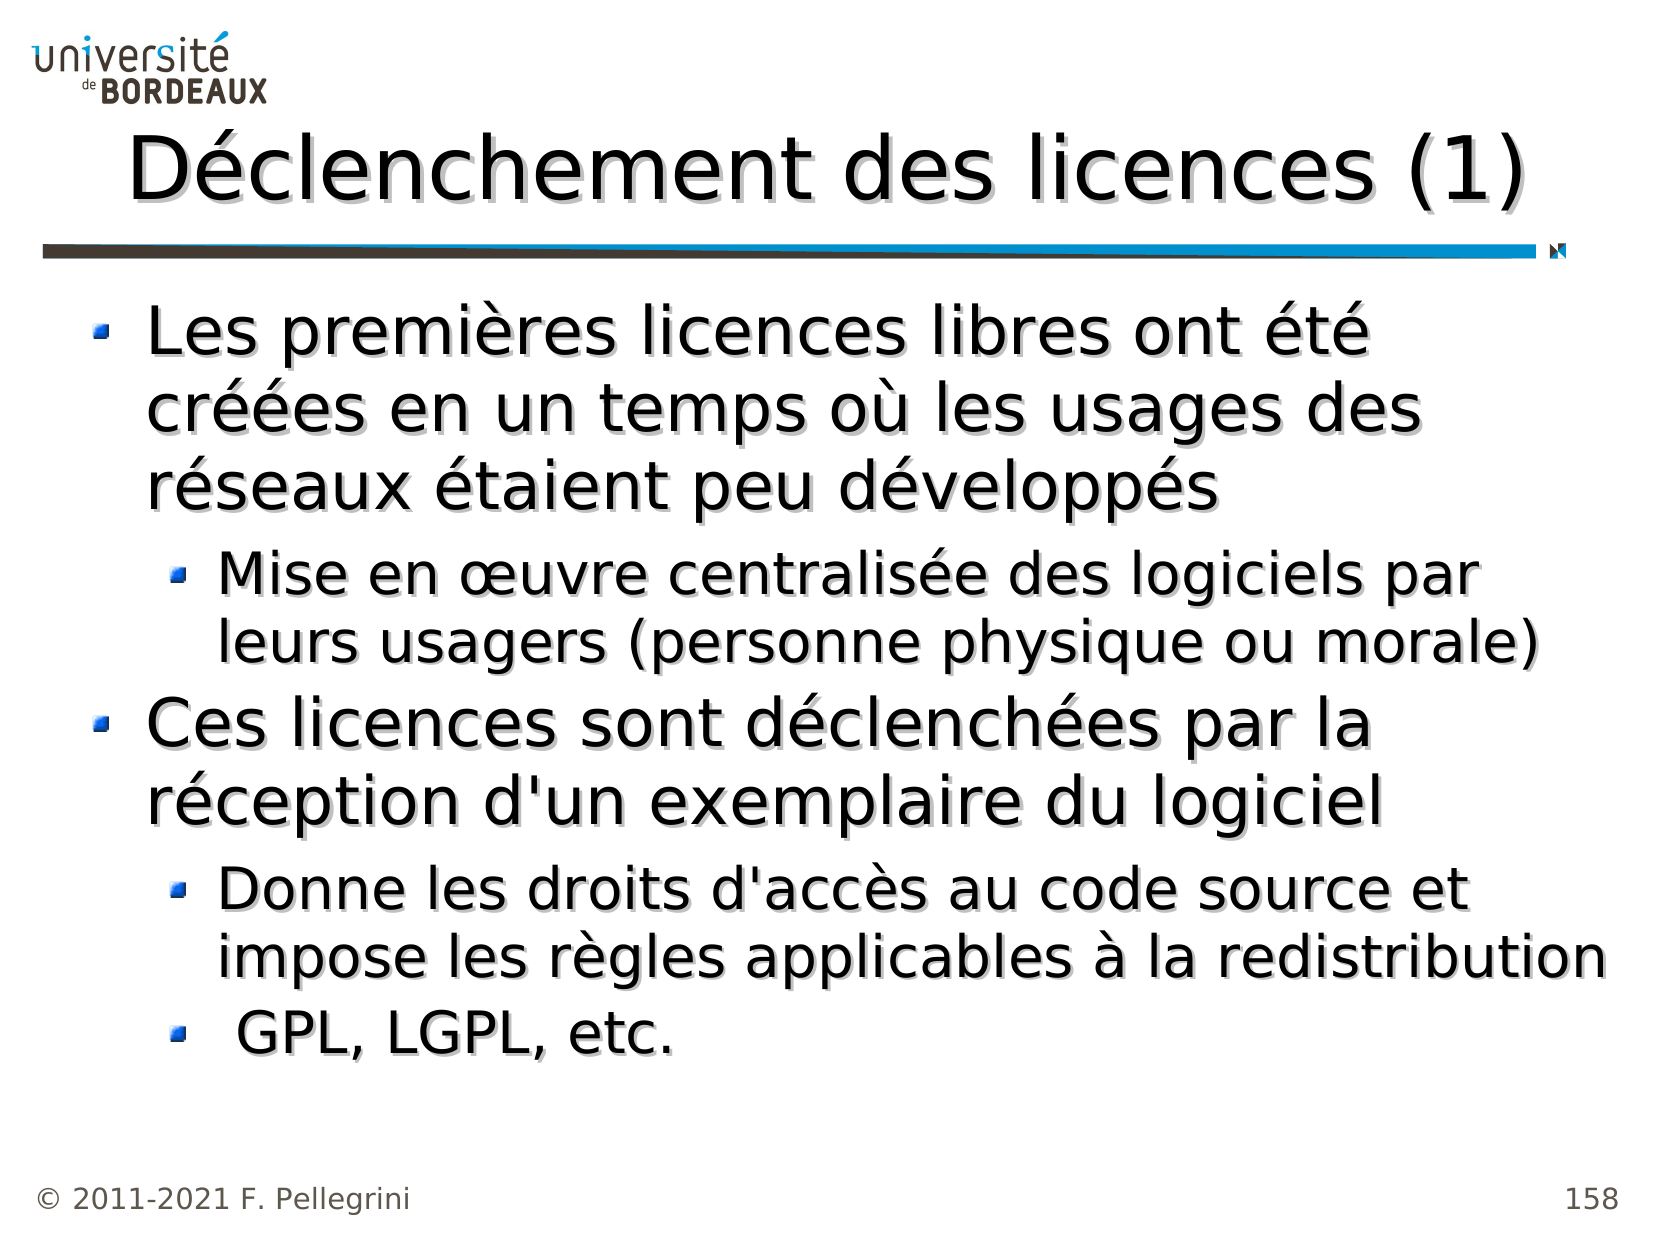 université
de BORDEAUX
Déclenchement des licences (1)
Les premières licences libres ont été
créées en un temps où les usages des
réseaux étaient peu développés
Mise en œuvre centralisée des logiciels par
leurs usagers (personne physique ou morale)
Ces licences sont déclenchées par la
réception d'un exemplaire du logiciel
Donne les droits d'accès au code source et
impose les règles applicables à la redistribution
GPL, LGPL, etc.
© 2011-2021 F. Pellegrini
158